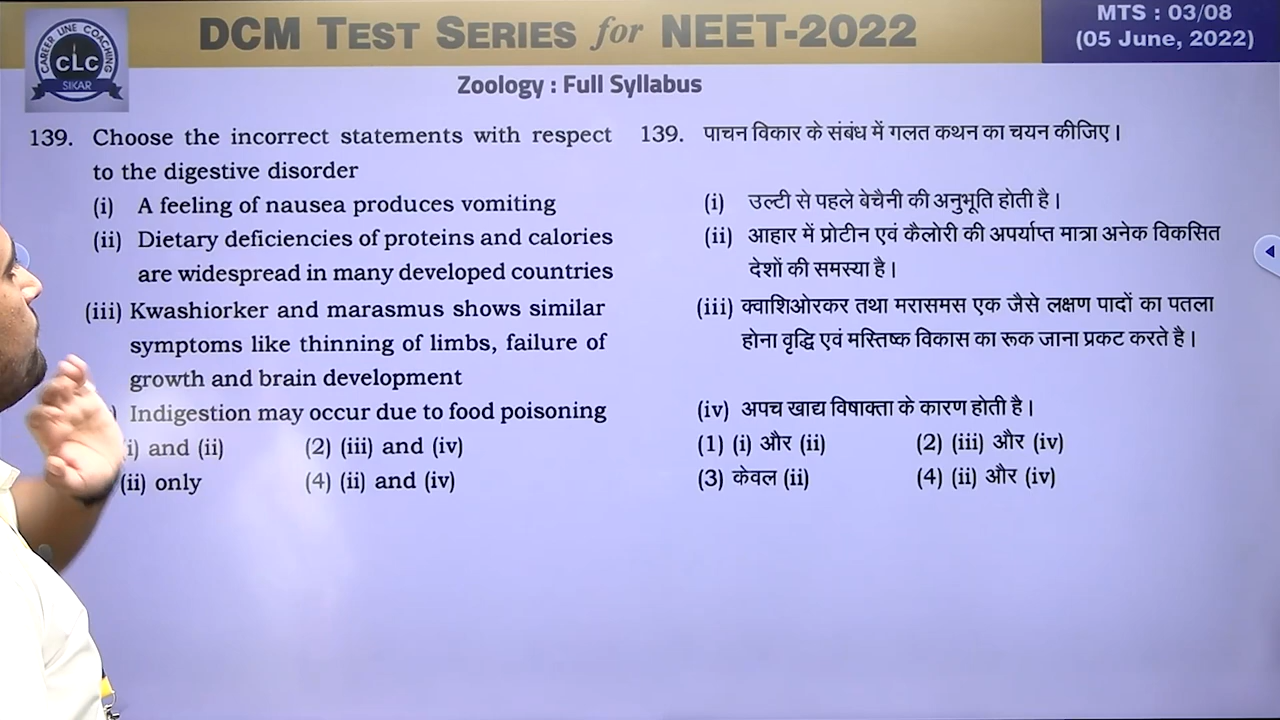 CAREER LINE COACHING
CLC
SIKAR
DCM TEST SERIES for NEET-2022
MTS : 03/08
(05 June, 2022)
Zoology : Full Syllabus
139. Choose the incorrect statements with respect
to the digestive disorder
(i) A feeling of nausea produces vomiting
(ii) Dietary deficiencies of proteins and calories
are widespread in many developed countries
(iii) Kwashiorker and marasmus shows similar
symptoms like thinning of limbs, failure of
growth and brain development
) Indigestion may occur due to food poisoning
i) and (ii) (2) (iii) and (iv)
(ii) only (4) (ii) and (iv)
139. पाचन विकार के संबंध में गलत कथन का चयन कीजिए।
(i) उल्टी से पहले बेचैनी की अनुभूति होती है।
(ii) आहार में प्रोटीन एवं कैलोरी की अपर्याप्त मात्रा अनेक विकसित
देशों की समस्या है।
(iii) क्वाशिओरकर तथा मरासमस एक जैसे लक्षण पादों का पतला
होना वृद्धि एवं मस्तिष्क विकास का रूक जाना प्रकट करते है।
(iv) अपच खाद्य विषाक्ता के कारण होती है।
(1) (i) और (ii) (2) (iii) और (iv)
(3) केवल (ii) (4) (ii) और (iv)